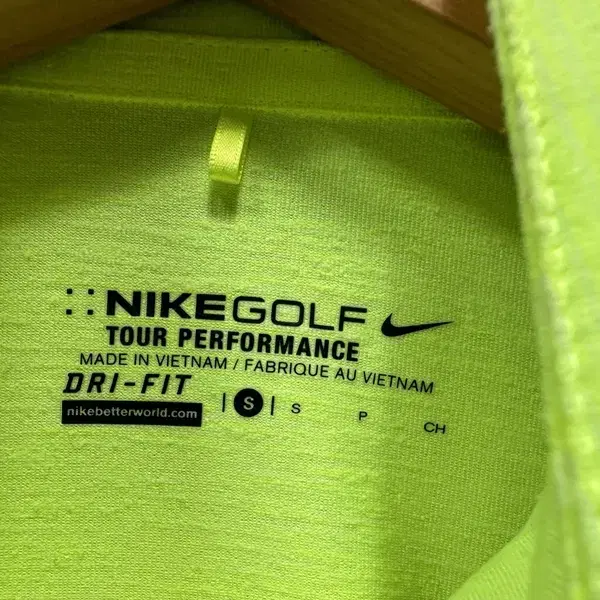 NIKEGOLF
TOUR PERFORMANCE
MADE IN VIETNAM / FABRIQUE AU VIETNAM
DRI-FIT
nikebetterworld.com |S| S P CH